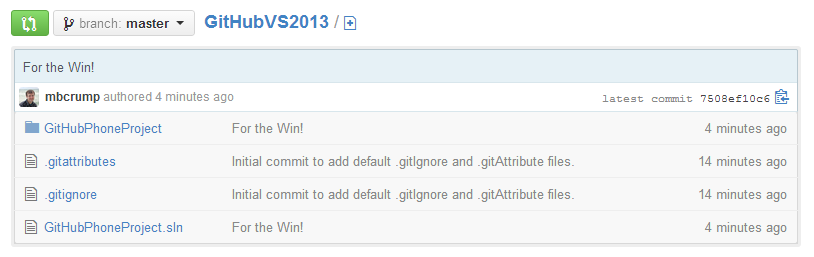 branch: master GitHubVS2013 /
For the Win!
mbcrump authored 4 minutes ago latest commit 7508ef10c6
GitHubPhoneProject For the Win! 4 minutes ago
.gitattributes Initial commit to add default .gitIgnore and .gitAttribute files. 14 minutes ago
.gitignore Initial commit to add default .gitIgnore and .gitAttribute files. 14 minutes ago
GitHubPhoneProject.sln For the Win! 4 minutes ago